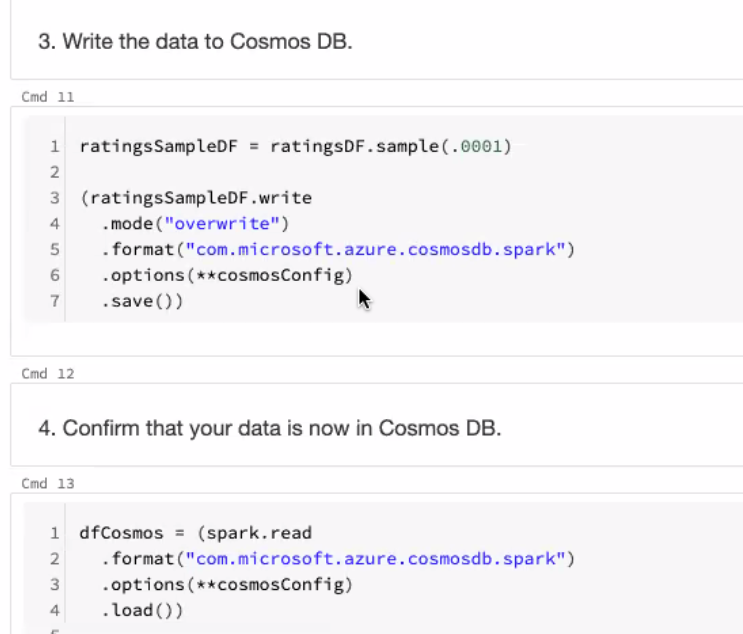 3. Write the data to Cosmos DB.
Cmd 11
1 ratingsSampleDF = ratingsDF.sample(.0001)
2
3 (ratingsSampleDF.write
4 .mode("overwrite")
5 .format("com.microsoft.azure.cosmosdb.spark")
6 .options(**cosmosConfig)
7 .save())
Cmd 12
4. Confirm that your data is now in Cosmos DB.
Cmd 13
1 dfCosmos = (spark.read
2 .format("com.microsoft.azure.cosmosdb.spark")
3 .options(**cosmosConfig)
4 .load())